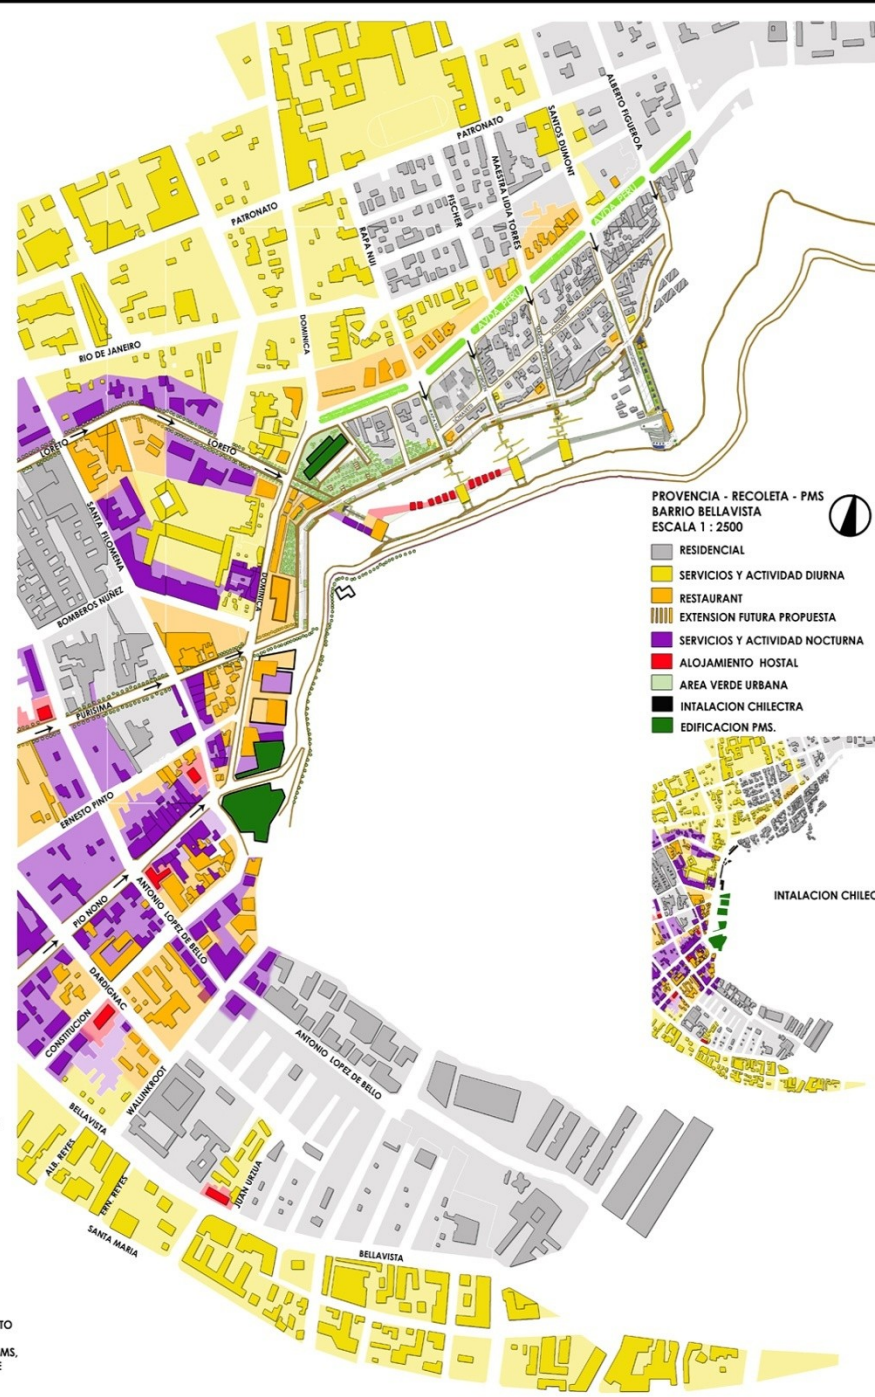 PATRONATO
SANTOS DUMONT
ALBERTO FIGUEROA
MAESTRA LIDIA TORRES
FISCHER
PATRONATO
RAPA NUI
AVDA. PERU
AVDA. PERU
DOMINICA
RIO DE JANEIRO
LORETO
LORETO
SANTA FILOMENA
BOMBEROS NUÑEZ
DOMINICA
PURISIMA
ERNESTO PINTO
PIO NONO
ANTONIO LOPEZ DE BELLO
DARDIGNAC
CONSTITUCION
ANTONIO LOPEZ DE BELLO
WALLINKROOT
BELLAVISTA
ALB. REYES
ERN. REYES
JUAN URZUA
SANTA MARIA
BELLAVISTA
PROVENCIA - RECOLETA - PMS
BARRIO BELLAVISTA
ESCALA 1 : 2500
RESIDENCIAL
SERVICIOS Y ACTIVIDAD DIURNA
RESTAURANT
EXTENSION FUTURA PROPUESTA
SERVICIOS Y ACTIVIDAD NOCTURNA
ALOJAMIENTO HOSTAL
AREA VERDE URBANA
INTALACION CHILECTRA
EDIFICACION PMS.
INTALACION CHILEC
TO
MS,
E